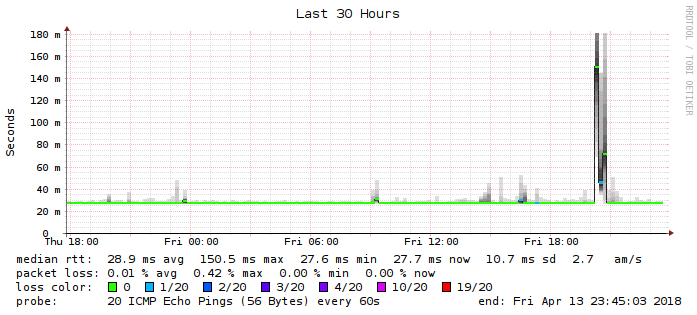 Last 30 Hours
RRDTOOL / TOBI OETIKER
Seconds
180 m
160 m
140 m
120 m
100 m
80 m
60 m
40 m
20 m
0
Thu 18:00 Fri 00:00 Fri 06:00 Fri 12:00 Fri 18:00
median rtt: 28.9 ms avg 150.5 ms max 27.6 ms min 27.7 ms now 10.7 ms sd 2.7 am/s
packet loss: 0.01 % avg 0.42 % max 0.00 % min 0.00 % now
loss color: 0 1/20 2/20 3/20 4/20 10/20 19/20
probe: 20 ICMP Echo Pings (56 Bytes) every 60s end: Fri Apr 13 23:45:03 2018